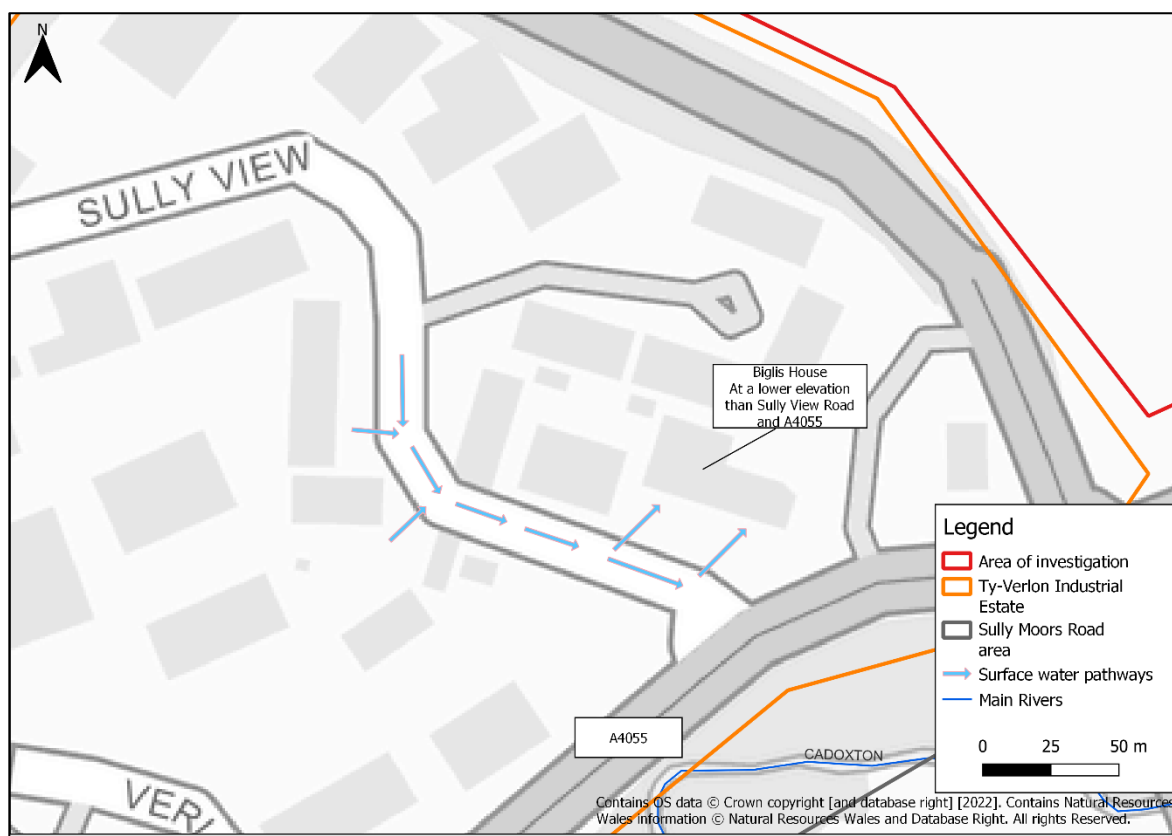 N
SULLY VIEW
Biglis House
At a lower elevation
than Sully View Road
and A4055
Legend
Area of investigation
Ty-Verlon Industrial
Estate
Sully Moors Road
area
Surface water pathways
Main Rivers
0 25 50 m
A4055
CADOXTON
VER
Contains OS data © Crown copyright [and database right] [2022]. Contains Natural Resources
Wales information © Natural Resources Wales and Database Right. All rights Reserved.